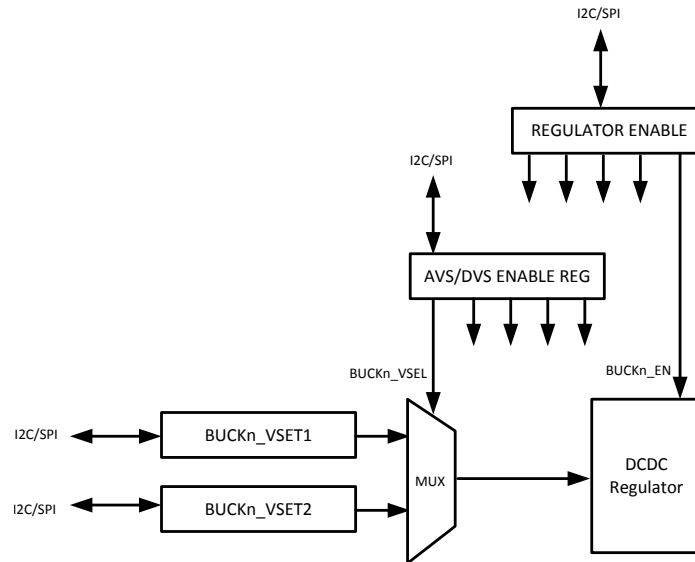 I2C/SPI
REGULATOR ENABLE
I2C/SPI
AVS/DVS ENABLE REG
BUCKn_VSEL
BUCKn_EN
I2C/SPI
BUCKn_VSET1
MUX
DCDC
Regulator
I2C/SPI
BUCKn_VSET2